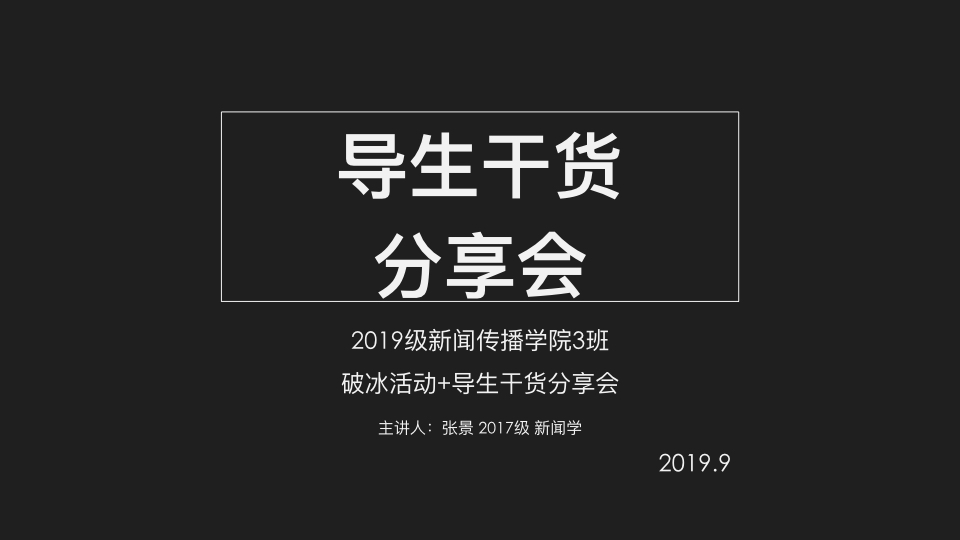 导生干货
分享会
2019级新闻传播学院3班
破冰活动+导生干货分享会
主讲人：张景 2017级 新闻学
2019.9